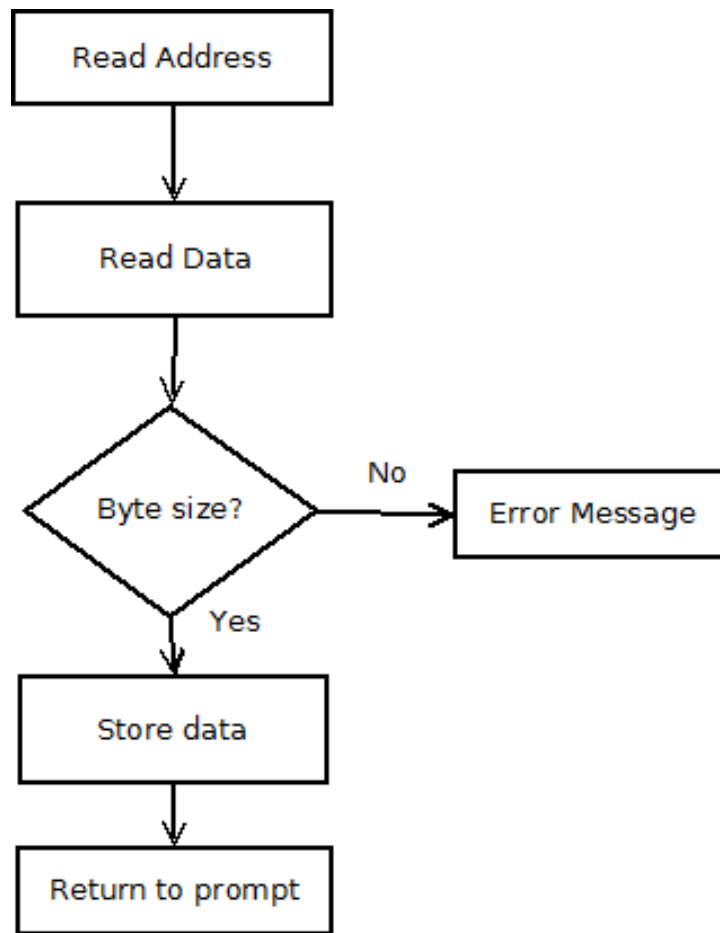 Read Address
Read Data
Byte size?
No
Error Message
Yes
Store data
Return to prompt